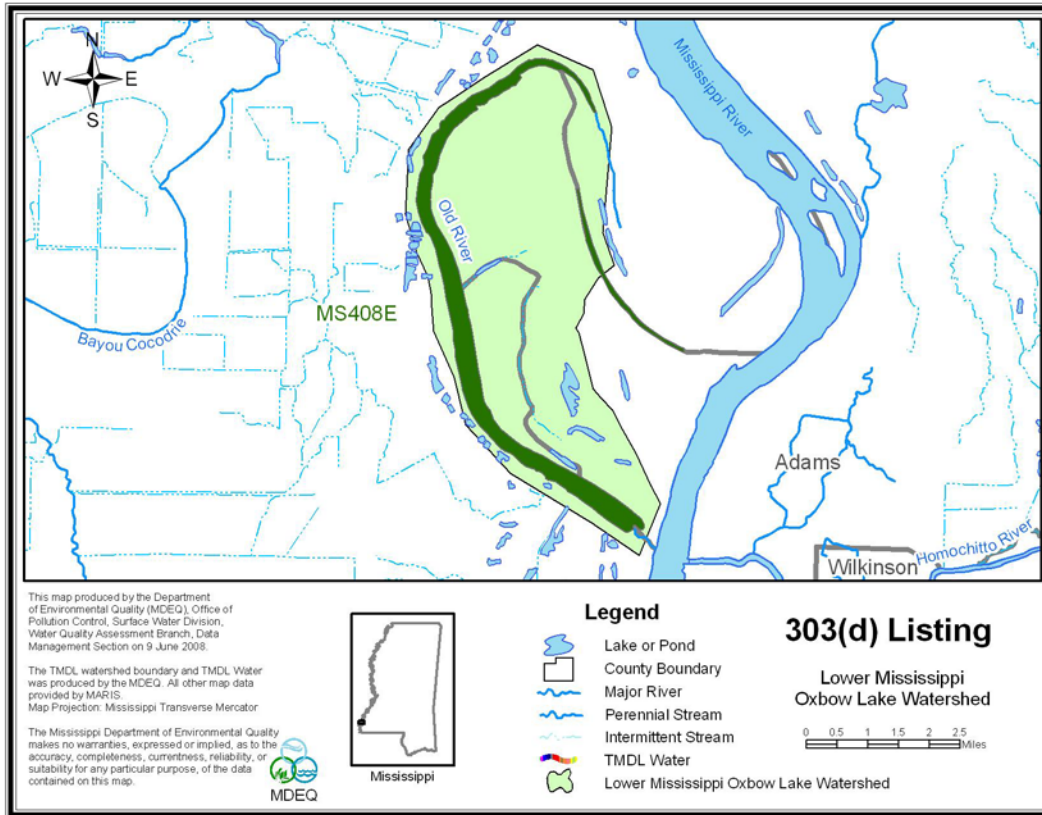 N
W E
S
Mississippi River
Old River
MS408E
Bayou Cocodrie
Adams
Homochitto River
Wilkinson
This map produced by the Department
of Environmental Quality (MDEQ), Office of
Pollution Control, Surface Water Division,
Water Quality Assessment Branch, Data
Management Section on 9 June 2008.
The TMDL watershed boundary and TMDL Water
was produced by the MDEQ. All other map data
provided by MARIS.
Map Projection: Mississippi Transverse Mercator
The Mississippi Department of Environmental Quality
makes no warranties, expressed or implied, as to the
accuracy, completeness, currentness, reliability, or
suitability for any particular purpose, of the data
contained on this map.
MDEQ
Mississippi
Legend
Lake or Pond
County Boundary
Major River
Perennial Stream
Intermittent Stream
TMDL Water
Lower Mississippi Oxbow Lake Watershed
303(d) Listing
Lower Mississippi
Oxbow Lake Watershed
0 0.5 1 1.5 2 2.5
Miles